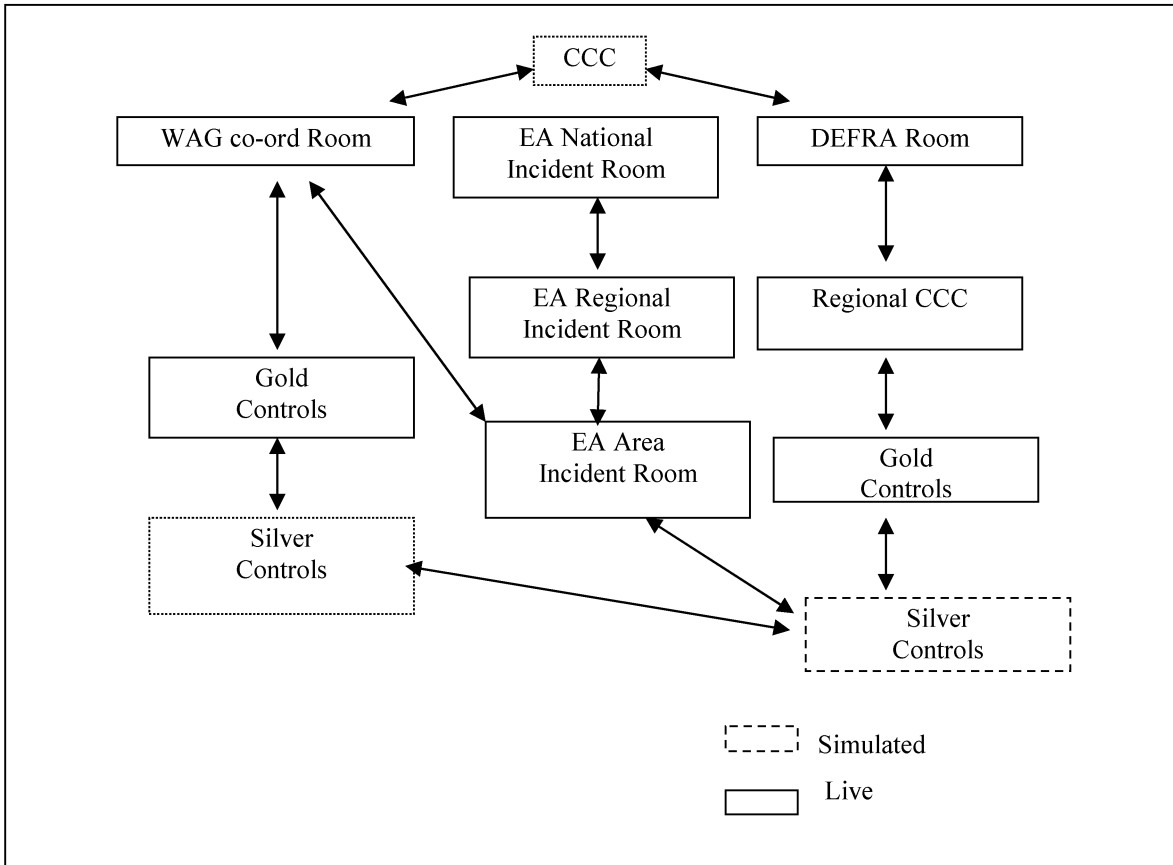 CCC
WAG co-ord Room
EA National
Incident Room
DEFRA Room
EA Regional
Incident Room
Regional CCC
Gold
Controls
EA Area
Incident Room
Gold
Controls
Silver
Controls
Silver
Controls
Simulated
Live